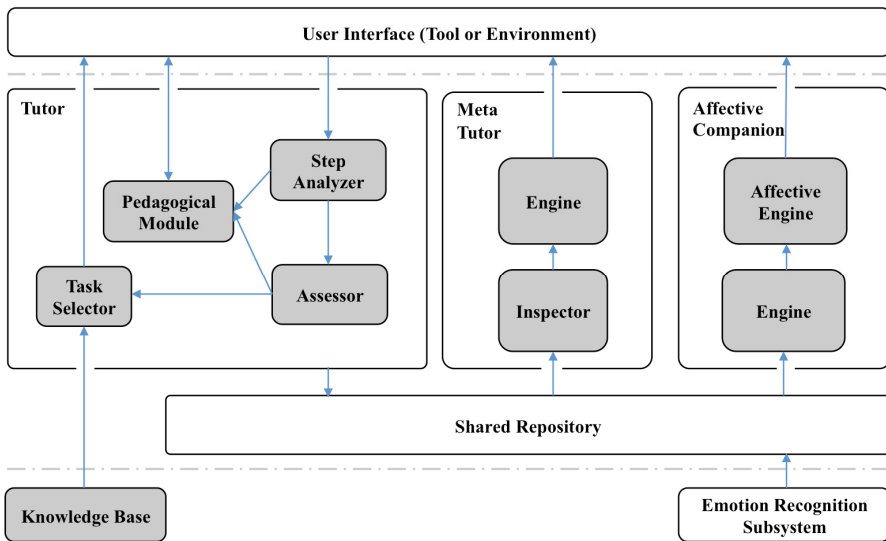 User Interface (Tool or Environment)
Tutor
Step
Analyzer
Pedagogical
Module
Task
Selector
Assessor
Meta
Tutor
Engine
Inspector
Affective
Companion
Affective
Engine
Engine
Shared Repository
Knowledge Base
Emotion Recognition
Subsystem